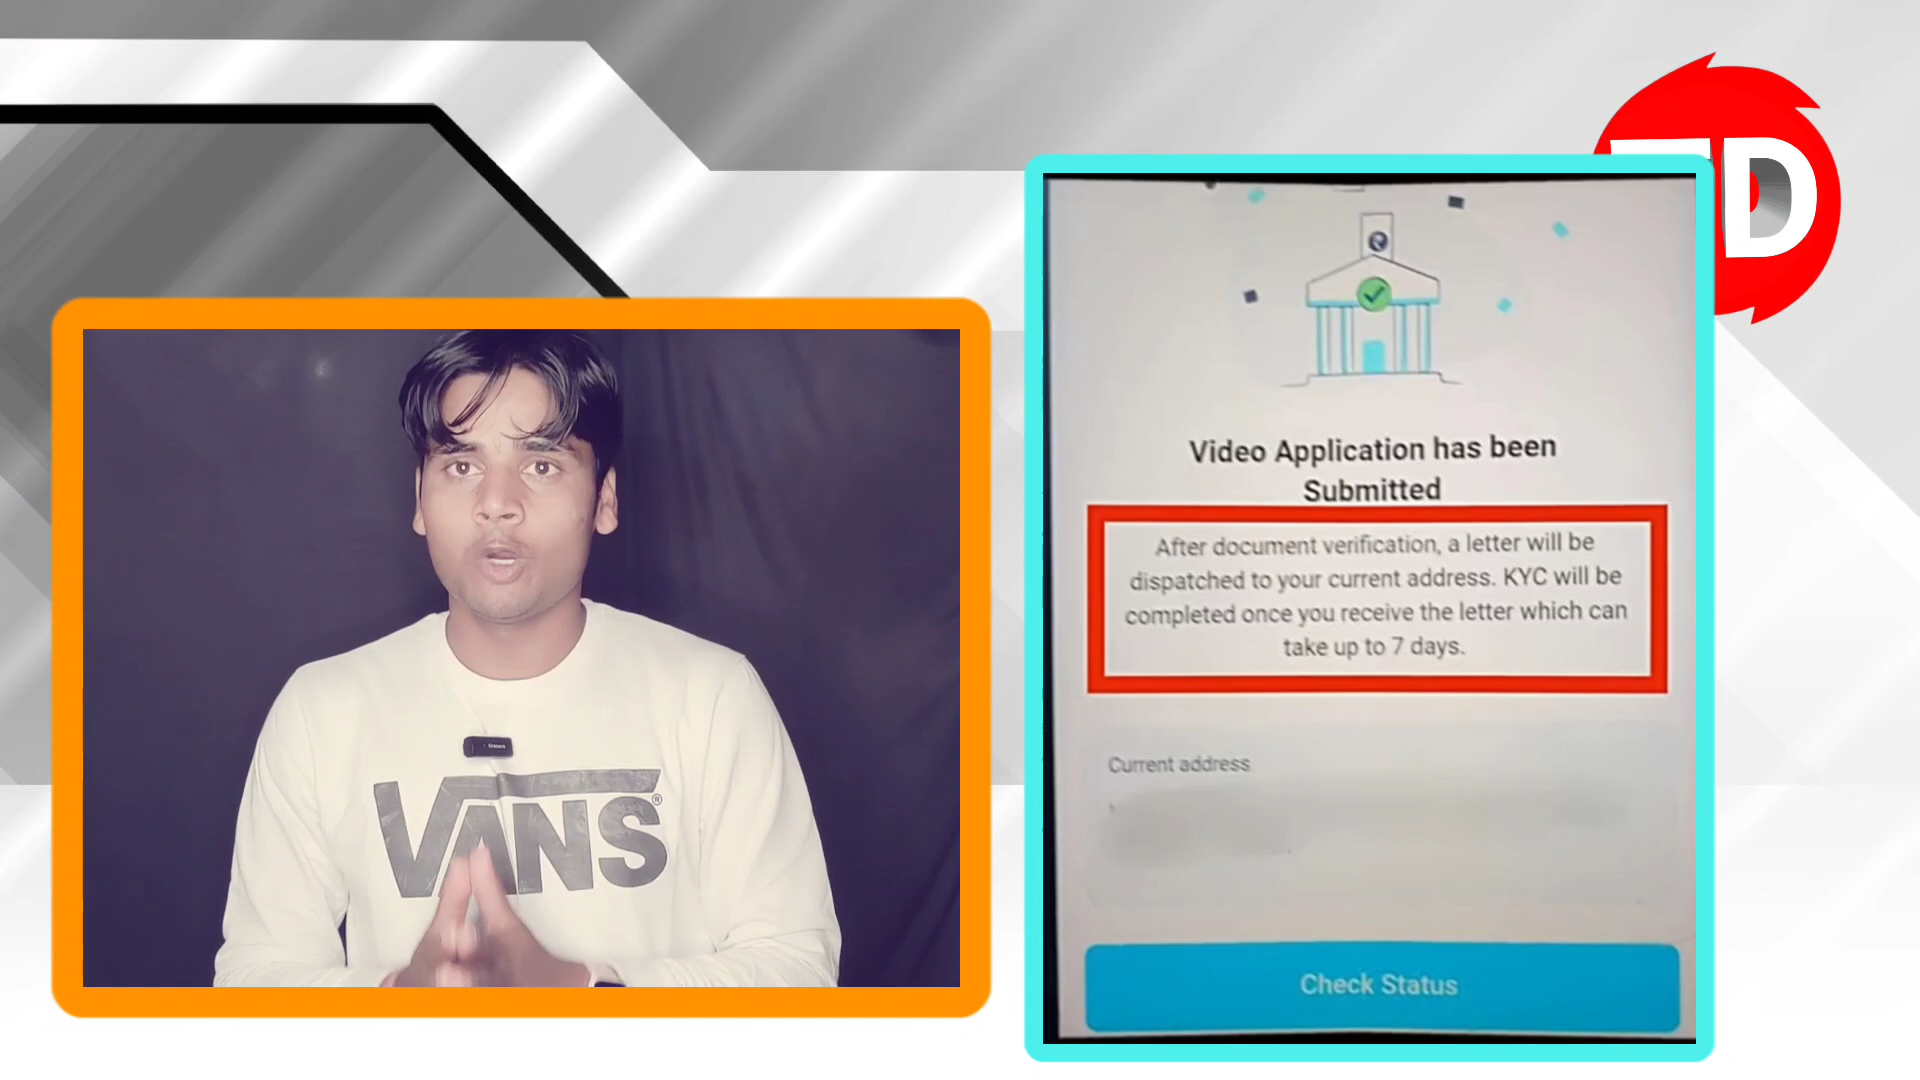 TD
Video Application has been
Submitted
After document verification, a letter will be
dispatched to your current address. KYC will be
completed once you receive the letter which can
take up to 7 days.
Current address
Check Status
VANS®